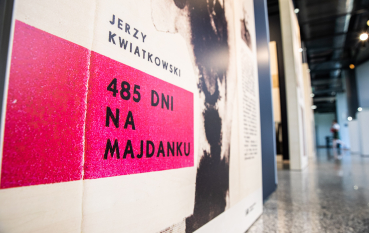 JERZY
KWIATKOWSKI
485 DNI
NA
MAJDANKU